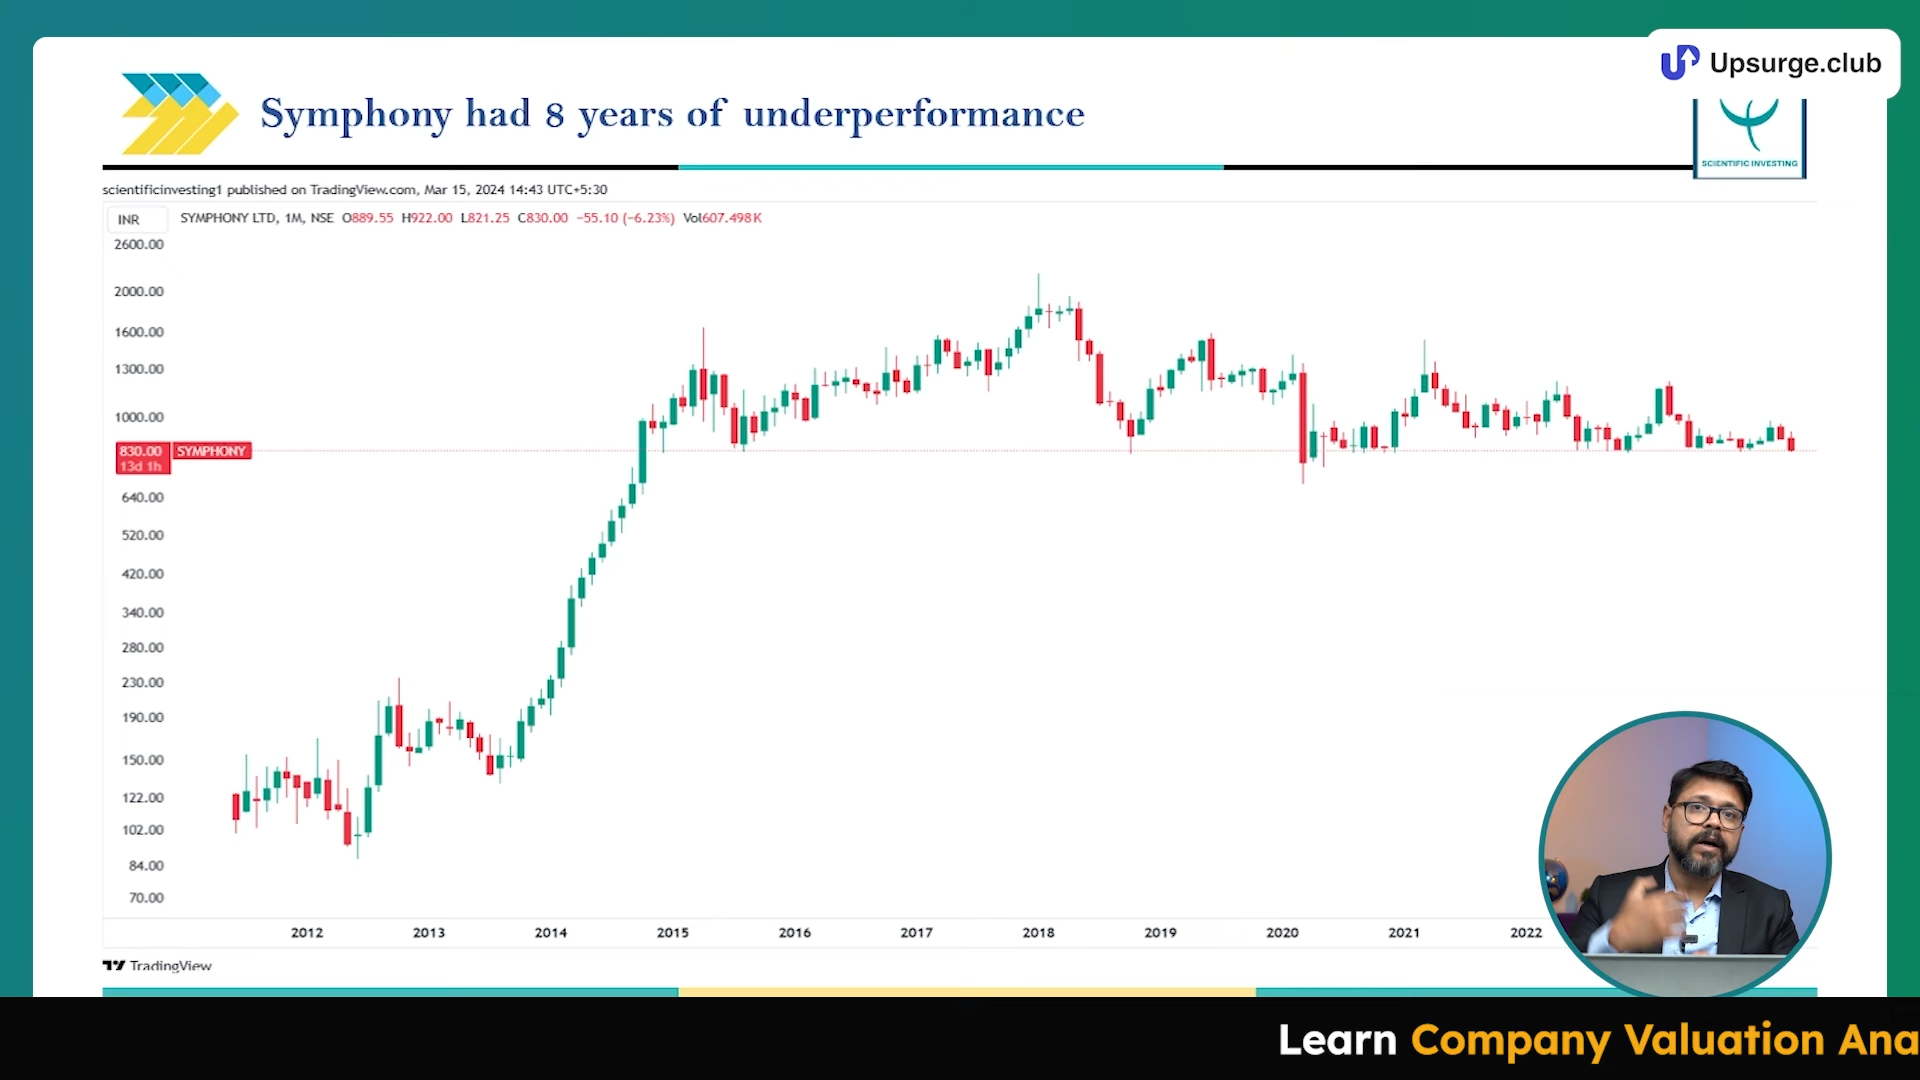 Upsurge.club
Symphony had 8 years of underperformance
SCIENTIFIC INVESTING
scientificinvesting1 published on TradingView.com, Mar 15, 2024 14:43 UTC+5:30
INR
SYMPHONY LTD, 1M, NSE O889.55 H922.00 L821.25 C830.00 −55.10 (−6.23%) Vol607.498K
2600.00
2000.00
1600.00
1300.00
1000.00
830.00 SYMPHONY
13d 1h
640.00
520.00
420.00
340.00
280.00
230.00
190.00
150.00
122.00
102.00
84.00
70.00
2012 2013 2014 2015 2016 2017 2018 2019 2020 2021 2022
TradingView
Learn Company Valuation Ana